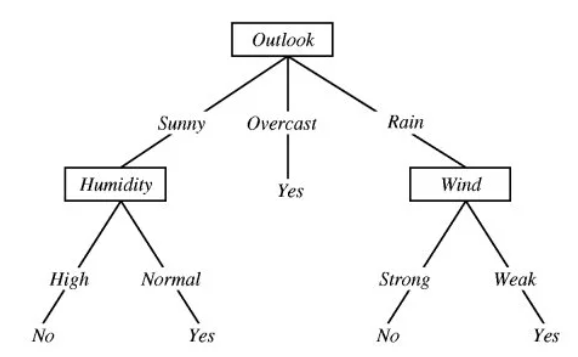 Outlook
Sunny Overcast Rain
Humidity Yes Wind
High Normal Strong Weak
No Yes No Yes